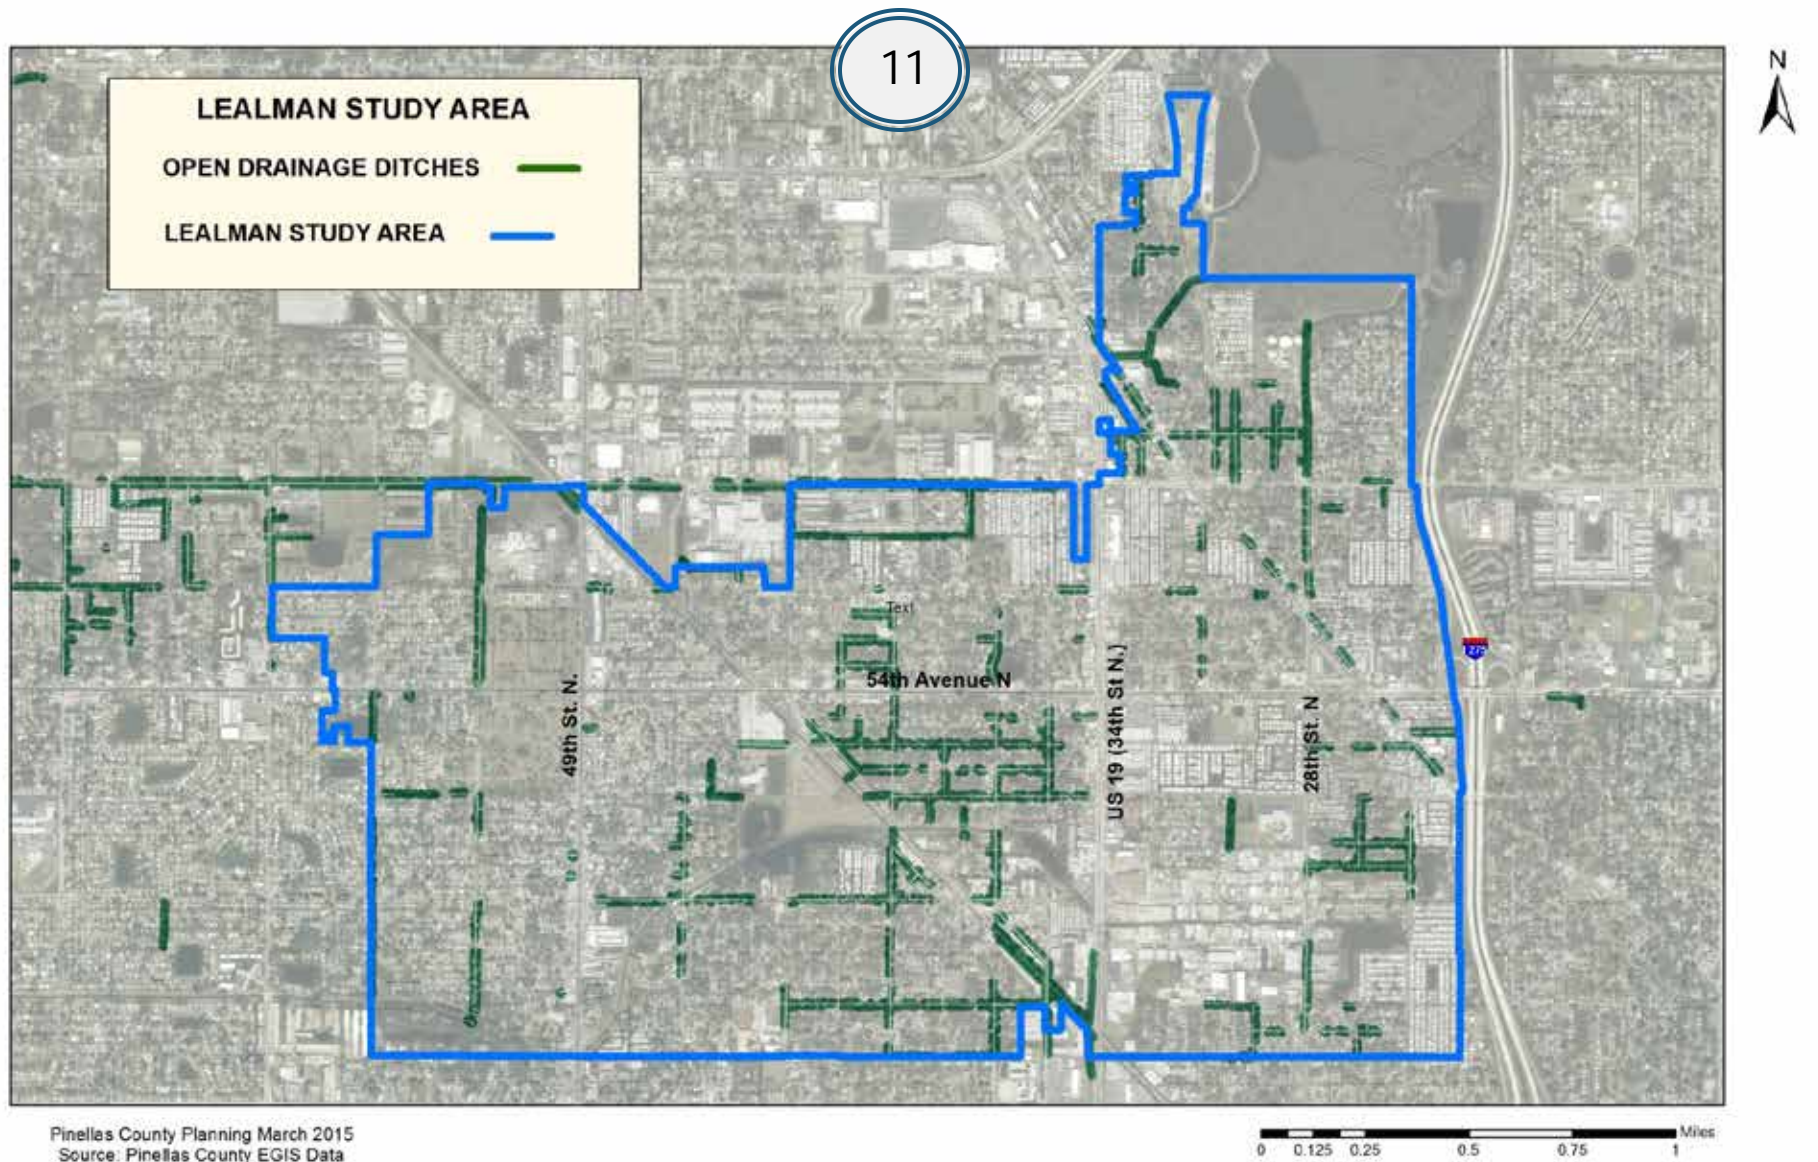 11
N
LEALMAN STUDY AREA
OPEN DRAINAGE DITCHES
LEALMAN STUDY AREA
Text
54th Avenue N
49th St. N.
US 19 (34th St N.)
28th St. N
275
Pinellas County Planning March 2015
Source: Pinellas County EGIS Data
Miles
0 0.125 0.25 0.5 0.75 1